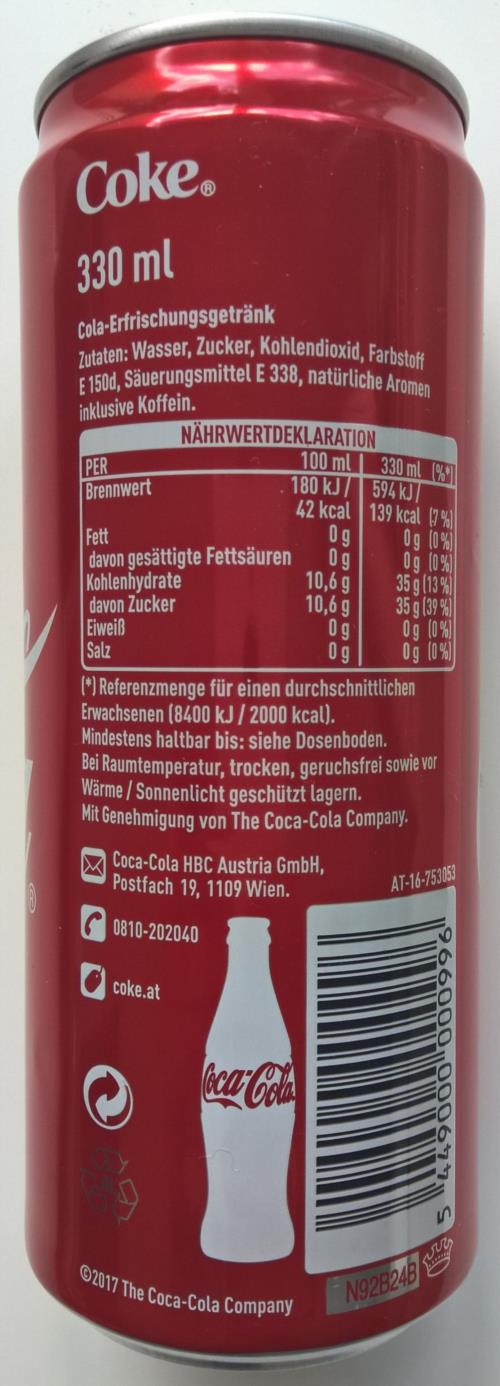 Coke®
330 ml
Cola-Erfrischungsgetränk
Zutaten: Wasser, Zucker, Kohlendioxid, Farbstoff
E 150d, Säuerungsmittel E 338, natürliche Aromen
inklusive Koffein.
NÄHRWERTDEKLARATION
PER 100 ml 330 ml (%*)
Brennwert 180 kJ / 594 kJ /
42 kcal 139 kcal (7 %)
Fett 0 g 0 g (0 %)
davon gesättigte Fettsäuren 0 g 0 g (0 %)
Kohlenhydrate 10,6 g 35 g (13 %)
davon Zucker 10,6 g 35 g (39 %)
Eiweiß 0 g 0 g (0 %)
Salz 0 g 0 g (0 %)
(*) Referenzmenge für einen durchschnittlichen
Erwachsenen (8400 kJ / 2000 kcal).
Mindestens haltbar bis: siehe Dosenboden.
Bei Raumtemperatur, trocken, geruchsfrei sowie vor
Wärme / Sonnenlicht geschützt lagern.
Mit Genehmigung von The Coca-Cola Company.
Coca-Cola HBC Austria GmbH,
Postfach 19, 1109 Wien.
AT-16-753053
0810-202040
coke.at
Coca-Cola
5 449000 000996
©2017 The Coca-Cola Company
N92B24B